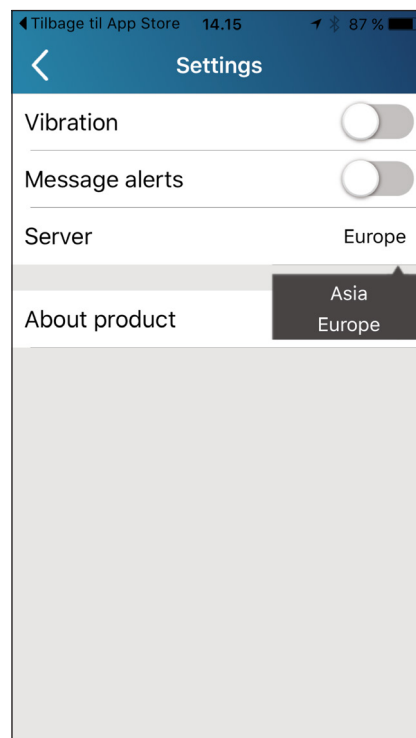 Tilbage til App Store 14.15 87 %
Settings
Vibration
Message alerts
Server Europe
Asia
Europe
About product